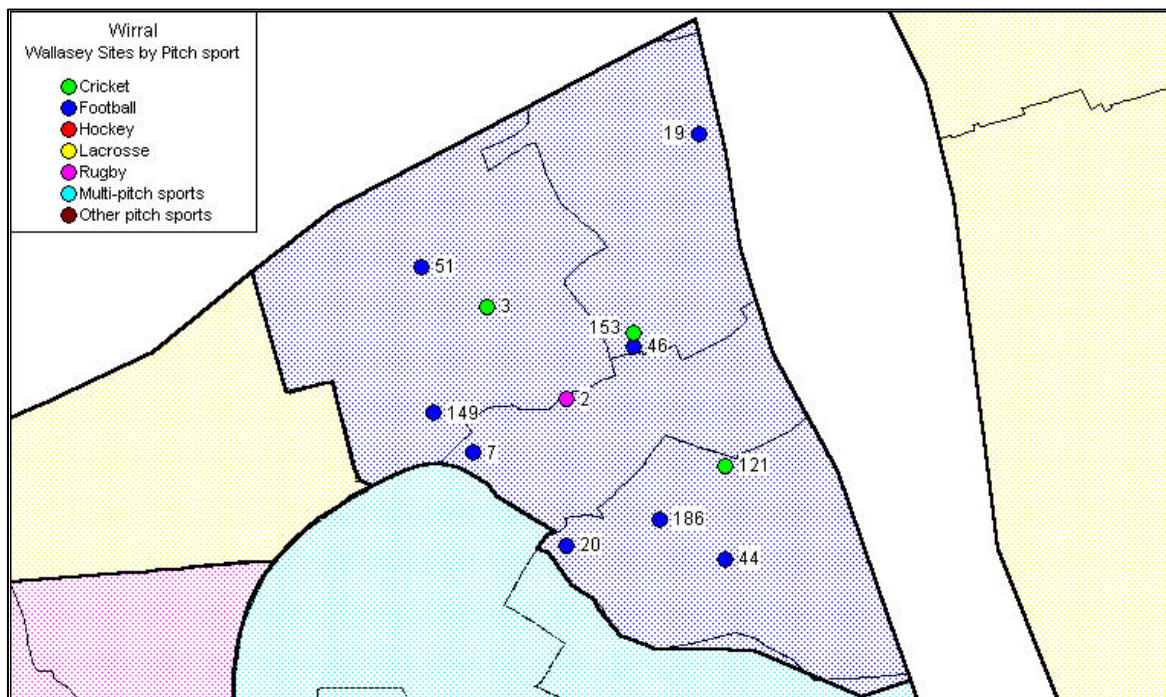 Wirral
Wallasey Sites by Pitch sport
Cricket
Football
Hockey
Lacrosse
Rugby
Multi-pitch sports
Other pitch sports
19
51
3
153
46
2
149
7
121
186
20
44